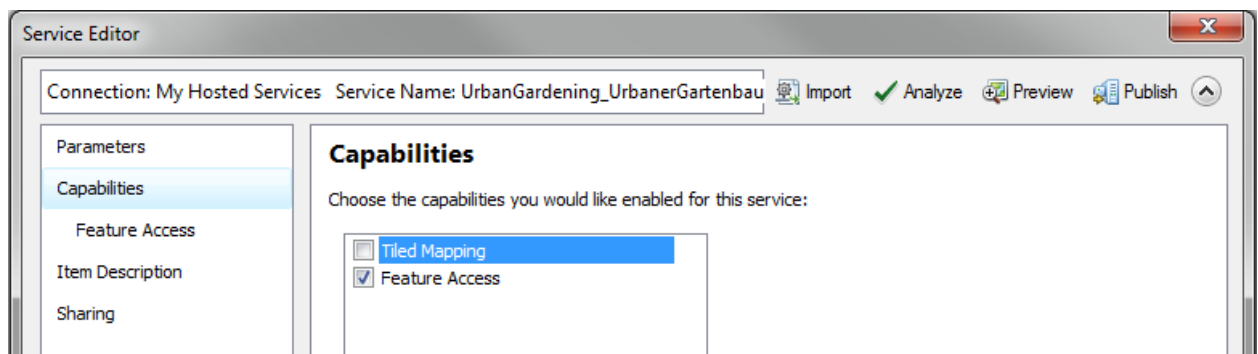 Service Editor
Connection: My Hosted Services Service Name: UrbanGardening_UrbanerGartenbau Import Analyze Preview Publish
Parameters
Capabilities
Feature Access
Item Description
Sharing
Capabilities
Choose the capabilities you would like enabled for this service:
Tiled Mapping
Feature Access